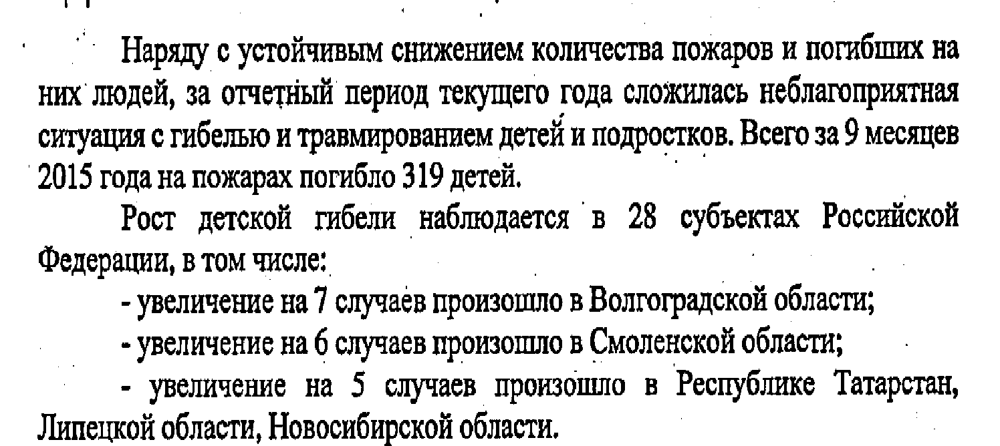 Наряду с устойчивым снижением количества пожаров и погибших на
них людей, за отчетный период текущего года сложилась неблагоприятная
ситуация с гибелью и травмированием детей и подростков. Всего за 9 месяцев
2015 года на пожарах погибло 319 детей.
Рост детской гибели наблюдается в 28 субъектах Российской
Федерации, в том числе:
- увеличение на 7 случаев произошло в Волгоградской области;
- увеличение на 6 случаев произошло в Смоленской области;
- увеличение на 5 случаев произошло в Республике Татарстан,
Липецкой области, Новосибирской области.